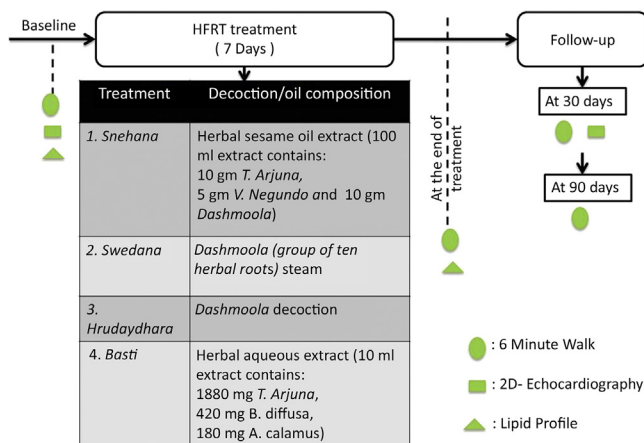 Baseline
HFRT treatment
( 7 Days )
Follow-up
Treatment
Decoction/oil composition
1. Snehana
Herbal sesame oil extract (100
ml extract contains:
10 gm T. Arjuna,
5 gm V. Negundo and 10 gm
Dashmoola)
2. Swedana
Dashmoola (group of ten
herbal roots) steam
3.
Hrudaydhara
Dashmoola decoction
4. Basti
Herbal aqueous extract (10 ml
extract contains:
1880 mg T. Arjuna,
420 mg B. diffusa,
180 mg A. calamus)
At the end of
treatment
At 30 days
At 90 days
: 6 Minute Walk
: 2D- Echocardiography
: Lipid Profile